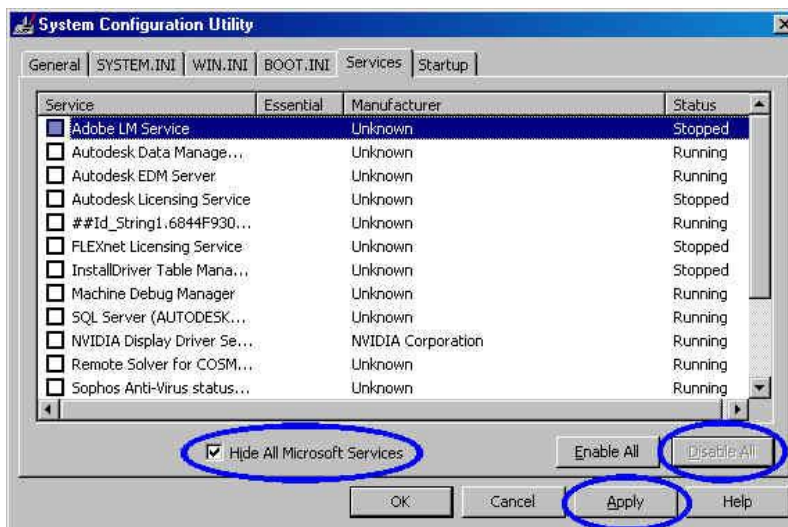 System Configuration Utility
General SYSTEM.INI WIN.INI BOOT.INI Services Startup
Service Essential Manufacturer Status
Adobe LM Service Unknown Stopped
Autodesk Data Manage... Unknown Running
Autodesk EDM Server Unknown Running
Autodesk Licensing Service Unknown Stopped
##Id_String1.6844F930... Unknown Running
FLEXnet Licensing Service Unknown Stopped
InstallDriver Table Mana... Unknown Stopped
Machine Debug Manager Unknown Running
SQL Server (AUTODESK... Unknown Running
NVIDIA Display Driver Se... NVIDIA Corporation Running
Remote Solver for COSM... Unknown Running
Sophos Anti-Virus status... Unknown Running
Hide All Microsoft Services Enable All Disable All
OK Cancel Apply Help